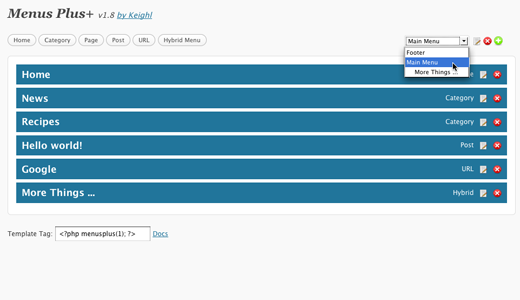 Menus Plus+ v1.8 by Keighl
Home Category Page Post URL Hybrid Menu Main Menu
Footer
Main Menu
More Things ...
Home
News Category
Recipes Category
Hello world! Post
Google URL
More Things ... Hybrid
Template Tag: <?php menusplus(1); ?> Docs